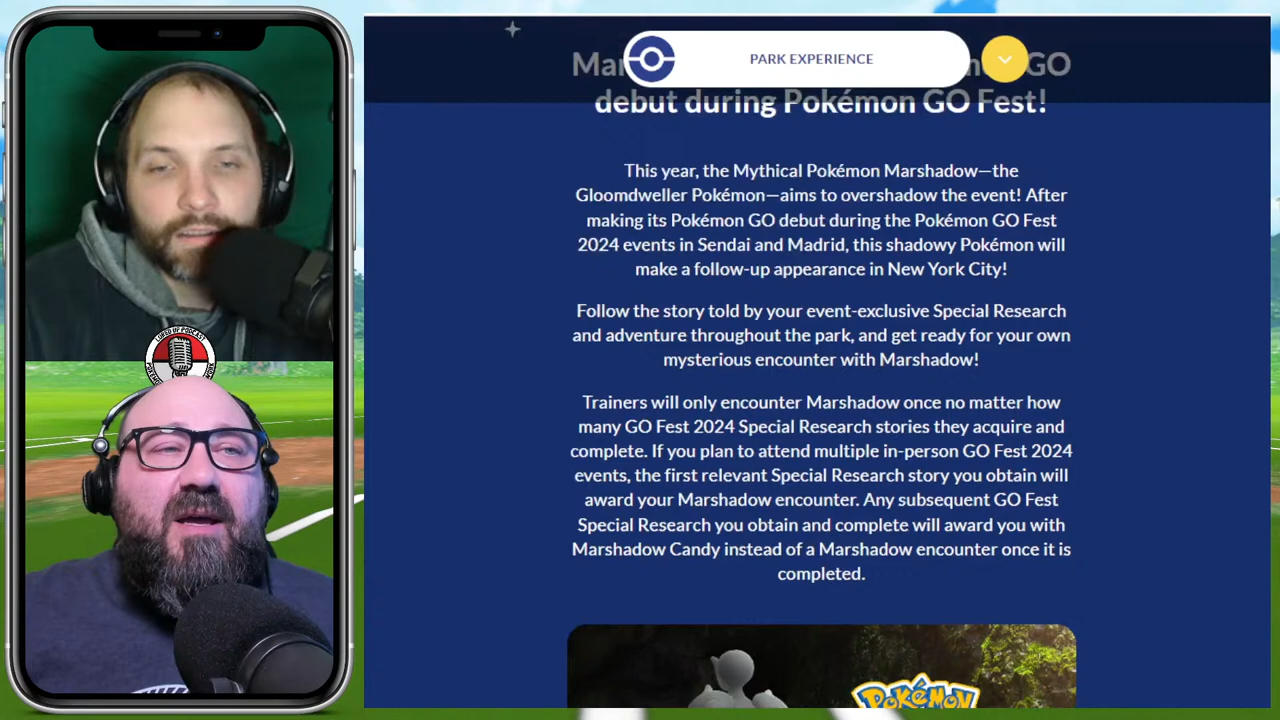 PARK EXPERIENCE
GO
debut during Pokémon GO Fest!
This year, the Mythical Pokémon Marshadow—the
Gloomdweller Pokémon—aims to overshadow the event! After
making its Pokémon GO debut during the Pokémon GO Fest
2024 events in Sendai and Madrid, this shadowy Pokémon will
make a follow-up appearance in New York City!
Follow the story told by your event-exclusive Special Research
and adventure throughout the park, and get ready for your own
mysterious encounter with Marshadow!
Trainers will only encounter Marshadow once no matter how
many GO Fest 2024 Special Research stories they acquire and
complete. If you plan to attend multiple in-person GO Fest 2024
events, the first relevant Special Research story you obtain will
award your Marshadow encounter. Any subsequent GO Fest
Special Research you obtain and complete will award you with
Marshadow Candy instead of a Marshadow encounter once it is
completed.
POKéMON